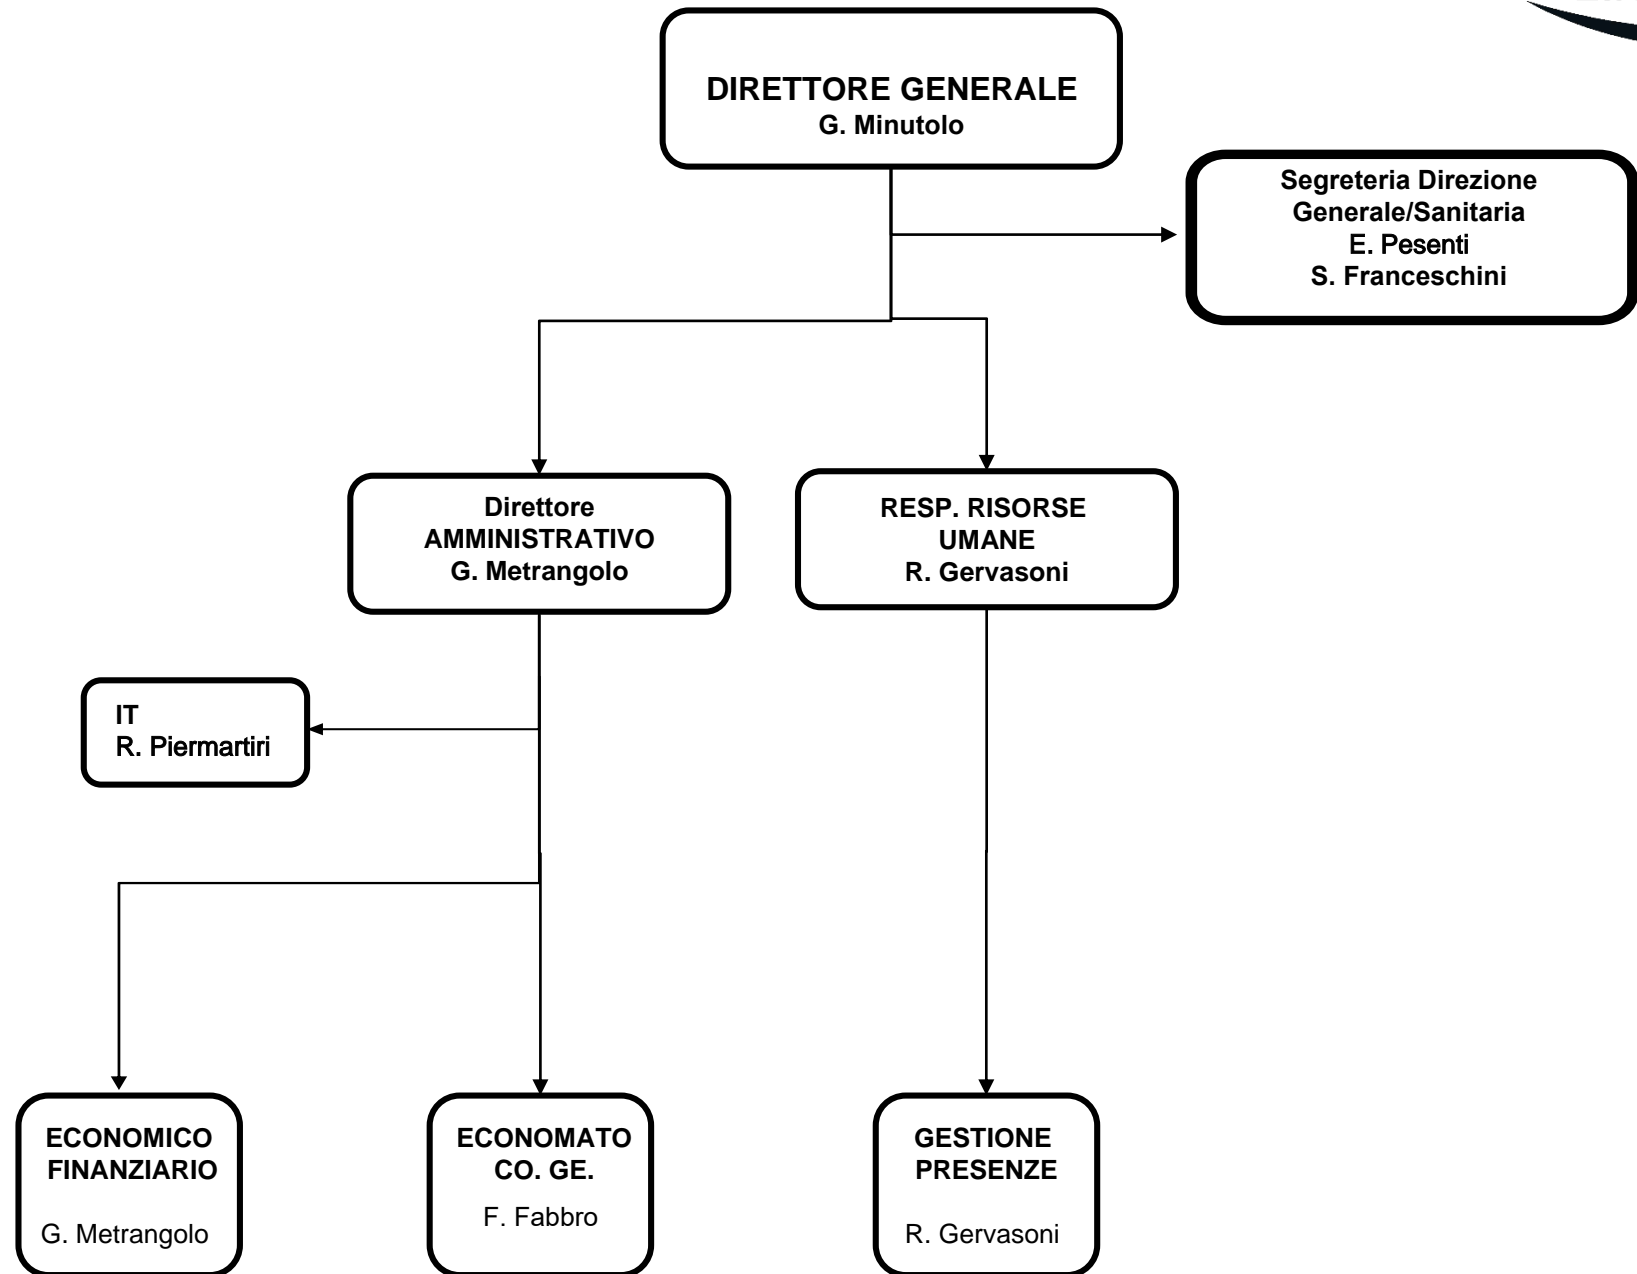 DIRETTORE GENERALE
G. Minutolo
Segreteria Direzione
Generale/Sanitaria
E. Pesenti
S. Franceschini
Direttore
AMMINISTRATIVO
G. Metrangolo
RESP. RISORSE
UMANE
R. Gervasoni
IT
R. Piermartiri
ECONOMICO
FINANZIARIO
G. Metrangolo
ECONOMATO
CO. GE.
F. Fabbro
GESTIONE
PRESENZE
R. Gervasoni